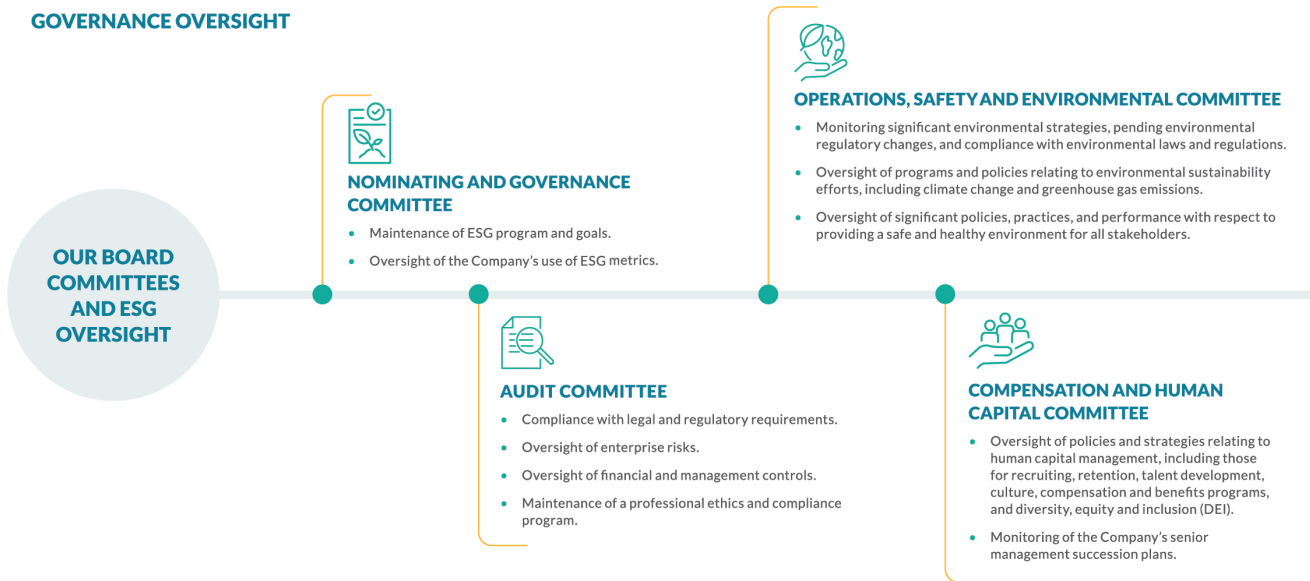 GOVERNANCE OVERSIGHT
OUR BOARD
COMMITTEES
AND ESG
OVERSIGHT
NOMINATING AND GOVERNANCE
COMMITTEE
• Maintenance of ESG program and goals.
• Oversight of the Company's use of ESG metrics.
AUDIT COMMITTEE
• Compliance with legal and regulatory requirements.
• Oversight of enterprise risks.
• Oversight of financial and management controls.
• Maintenance of a professional ethics and compliance
program.
OPERATIONS, SAFETY AND ENVIRONMENTAL COMMITTEE
• Monitoring significant environmental strategies, pending environmental
regulatory changes, and compliance with environmental laws and regulations.
• Oversight of programs and policies relating to environmental sustainability
efforts, including climate change and greenhouse gas emissions.
• Oversight of significant policies, practices, and performance with respect to
providing a safe and healthy environment for all stakeholders.
COMPENSATION AND HUMAN
CAPITAL COMMITTEE
• Oversight of policies and strategies relating to
human capital management, including those
for recruiting, retention, talent development,
culture, compensation and benefits programs,
and diversity, equity and inclusion (DEI).
• Monitoring of the Company's senior
management succession plans.